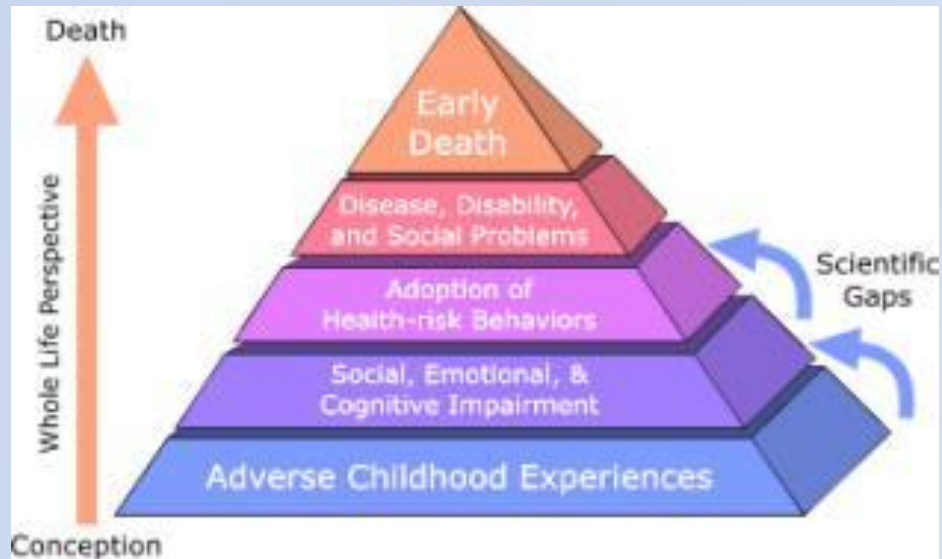 Death
Early
Death
Disease, Disability,
and Social Problems
Adoption of
Health-risk Behaviors
Social, Emotional, &
Cognitive Impairment
Adverse Childhood Experiences
Scientific
Gaps
Whole Life Perspective
Conception